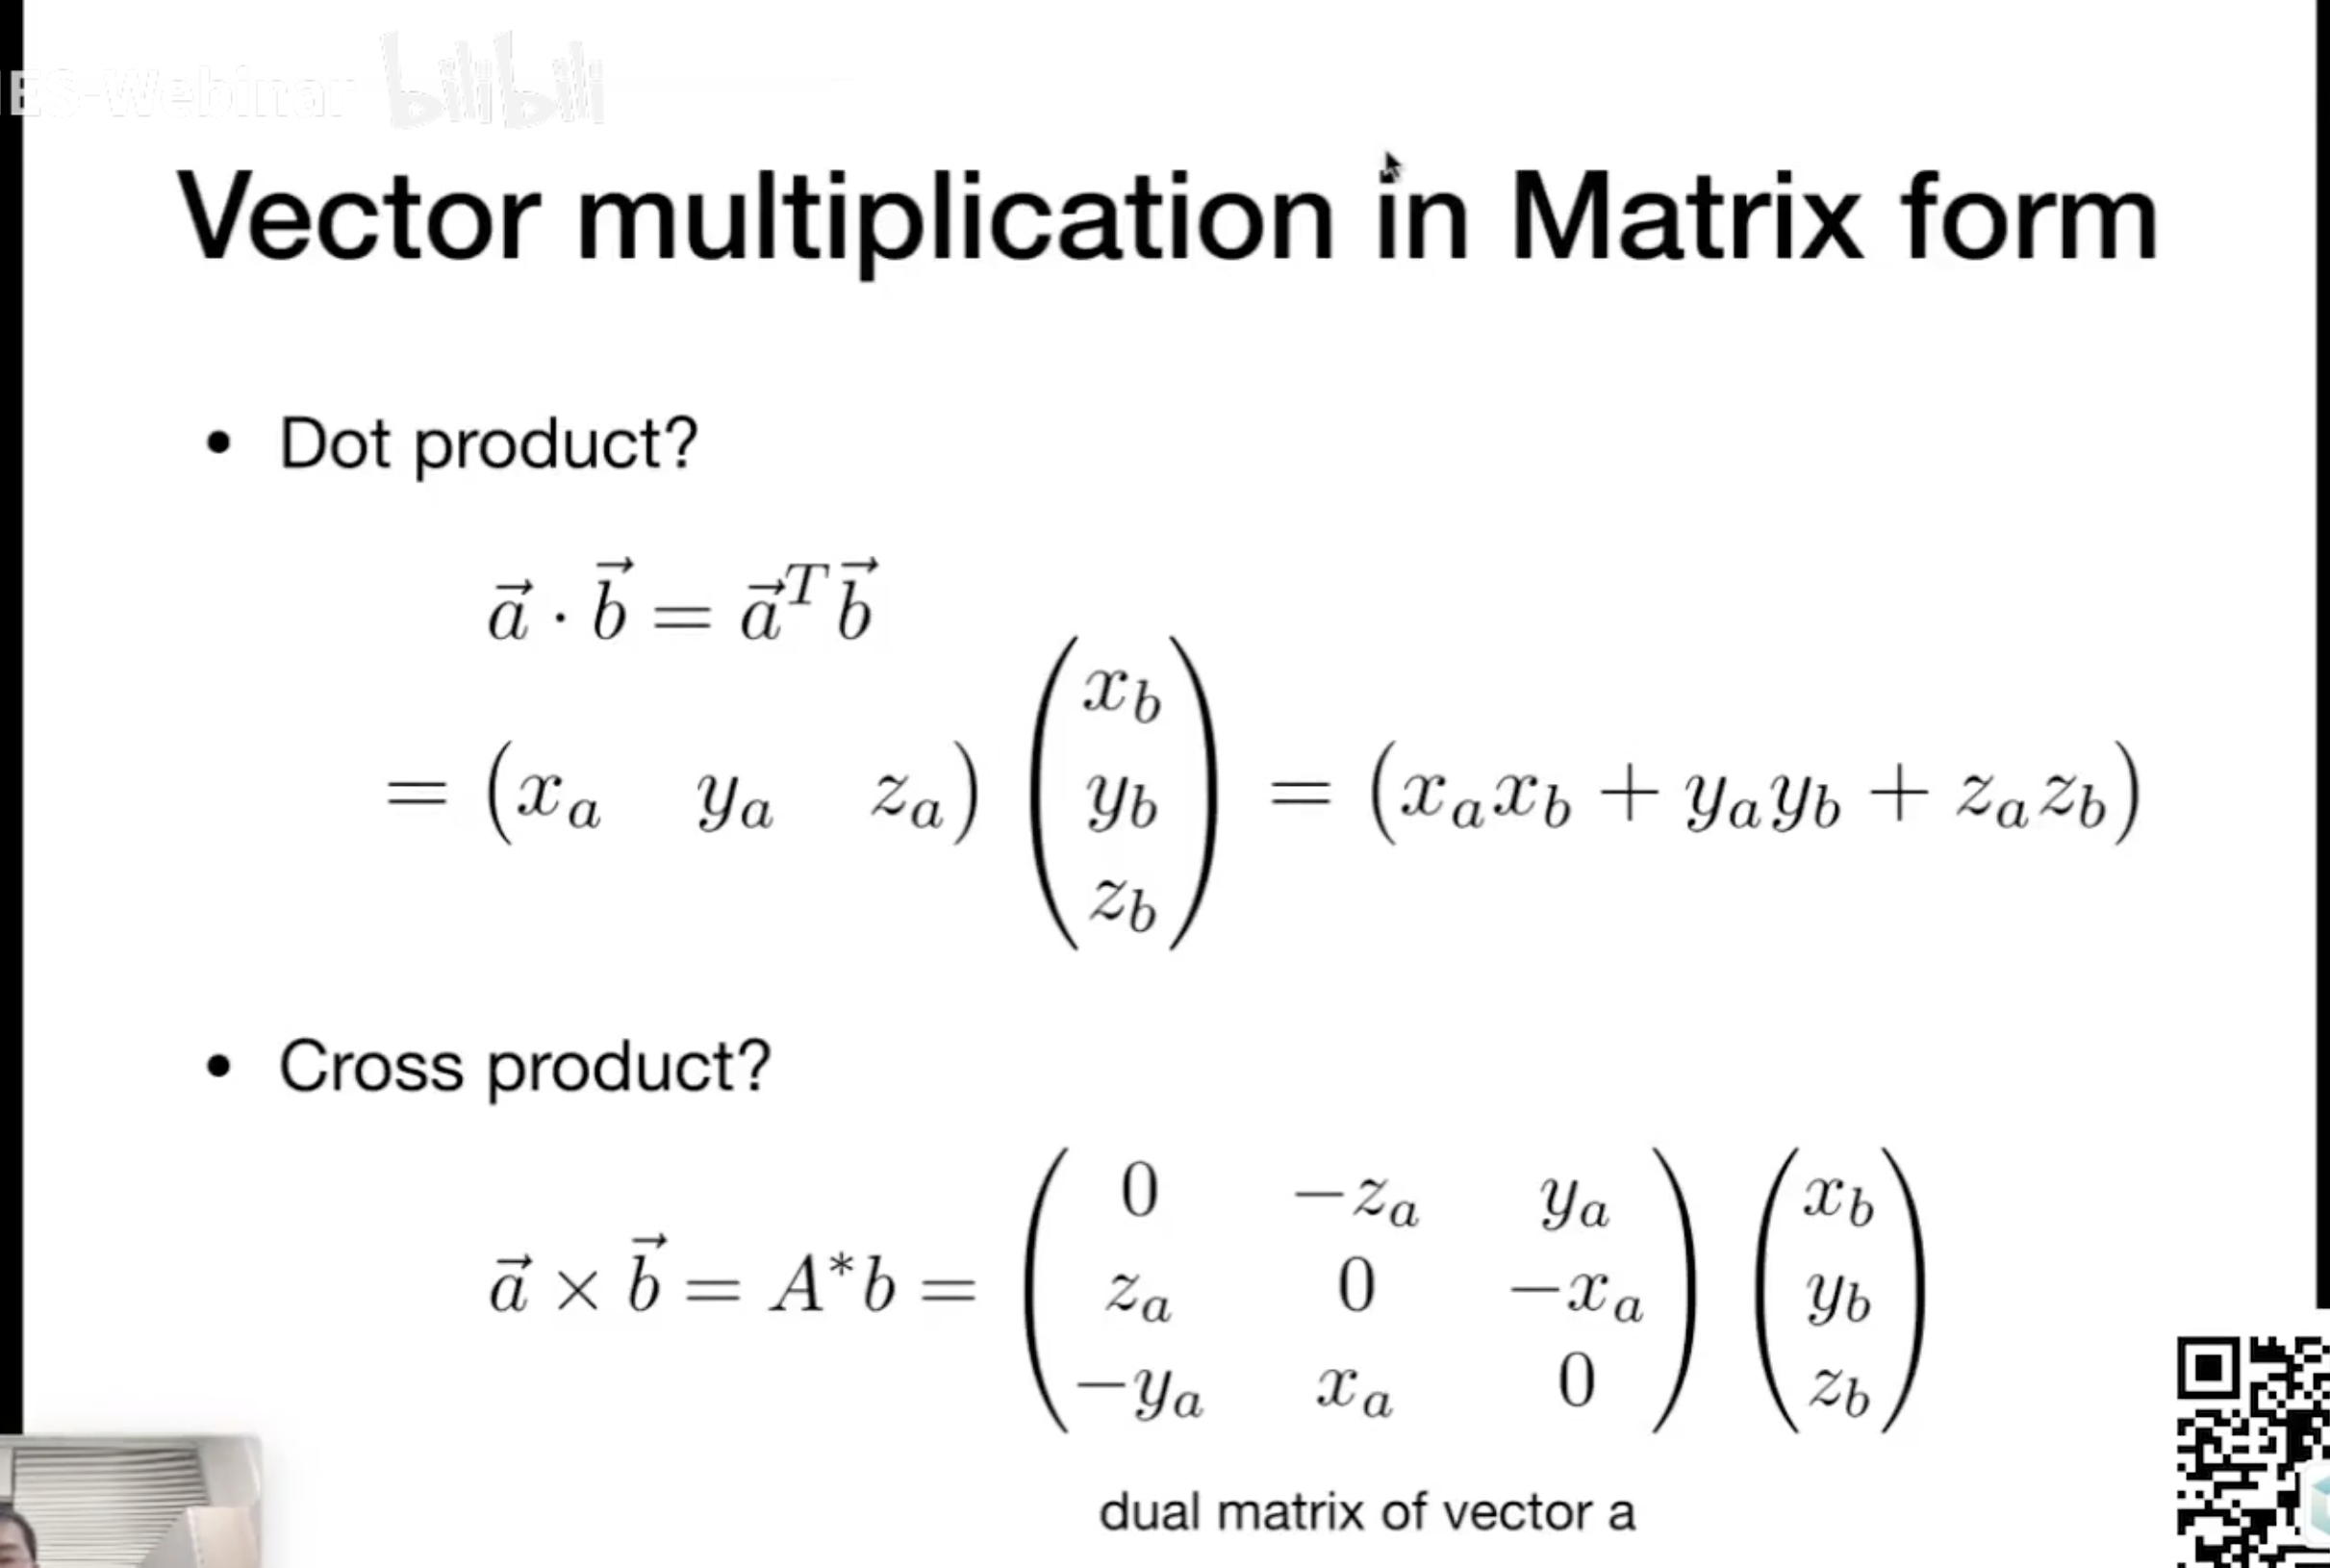 ES-Webinar bilibili
Vector multiplication in Matrix form
• Dot product?
$\vec{a} \cdot \vec{b} = \vec{a}^T \vec{b}$
$= \begin{pmatrix} x_a & y_a & z_a \end{pmatrix} \begin{pmatrix} x_b \\ y_b \\ z_b \end{pmatrix} = \begin{pmatrix} x_a x_b + y_a y_b + z_a z_b \end{pmatrix}$
• Cross product?
$\vec{a} \times \vec{b} = A^* b = \begin{pmatrix} 0 & -z_a & y_a \\ z_a & 0 & -x_a \\ -y_a & x_a & 0 \end{pmatrix} \begin{pmatrix} x_b \\ y_b \\ z_b \end{pmatrix}$
dual matrix of vector a